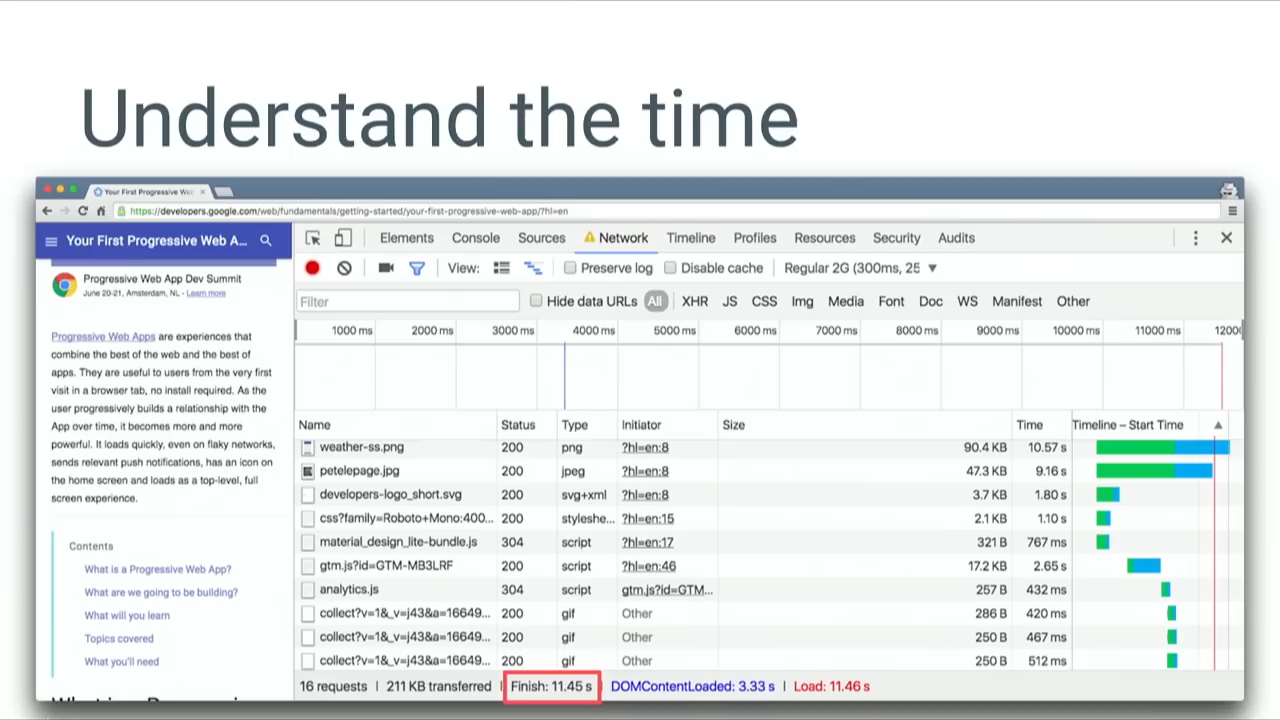 Understand the time
Your First Progressive We
https://developers.google.com/web/fundamentals/getting-started/your-first-progressive-web-app/?hl=en
Your First Progressive Web A...
Elements Console Sources Network Timeline Profiles Resources Security Audits
View: Preserve log Disable cache Regular 2G (300ms, 25
Filter Hide data URLs All XHR JS CSS Img Media Font Doc WS Manifest Other
1000 ms 2000 ms 3000 ms 4000 ms 5000 ms 6000 ms 7000 ms 8000 ms 9000 ms 10000 ms 11000 ms 1200
Progressive Web App Dev Summit
June 20-21, Amsterdam, NL - Learn more
Progressive Web Apps are experiences that
combine the best of the web and the best of
apps. They are useful to users from the very first
visit in a browser tab, no install required. As the
user progressively builds a relationship with the
App over time, it becomes more and more
powerful. It loads quickly, even on flaky networks,
sends relevant push notifications, has an icon on
the home screen and loads as a top-level, full
screen experience.
Contents
What is a Progressive Web App?
What are we going to be building?
What will you learn
Topics covered
What you'll need
Name Status Type Initiator Size Time Timeline – Start Time
weather-ss.png 200 png ?hl=en:8 90.4 KB 10.57 s
petelepage.jpg 200 jpeg ?hl=en:8 47.3 KB 9.16 s
developers-logo_short.svg 200 svg+xml ?hl=en:8 3.7 KB 1.80 s
css?family=Roboto+Mono:400... 200 styleshe... ?hl=en:15 2.1 KB 1.10 s
material_design_lite-bundle.js 304 script ?hl=en:17 321 B 767 ms
gtm.js?id=GTM-MB3LRF 200 script ?hl=en:46 17.2 KB 2.65 s
analytics.js 304 script gtm.js?id=GTM... 257 B 432 ms
collect?v=1&_v=j43&a=16649... 200 gif Other 286 B 420 ms
collect?v=1&_v=j43&a=16649... 200 gif Other 250 B 467 ms
collect?v=1&_v=j43&a=16649... 200 gif Other 250 B 512 ms
16 requests | 211 KB transferred | Finish: 11.45 s | DOMContentLoaded: 3.33 s | Load: 11.46 s